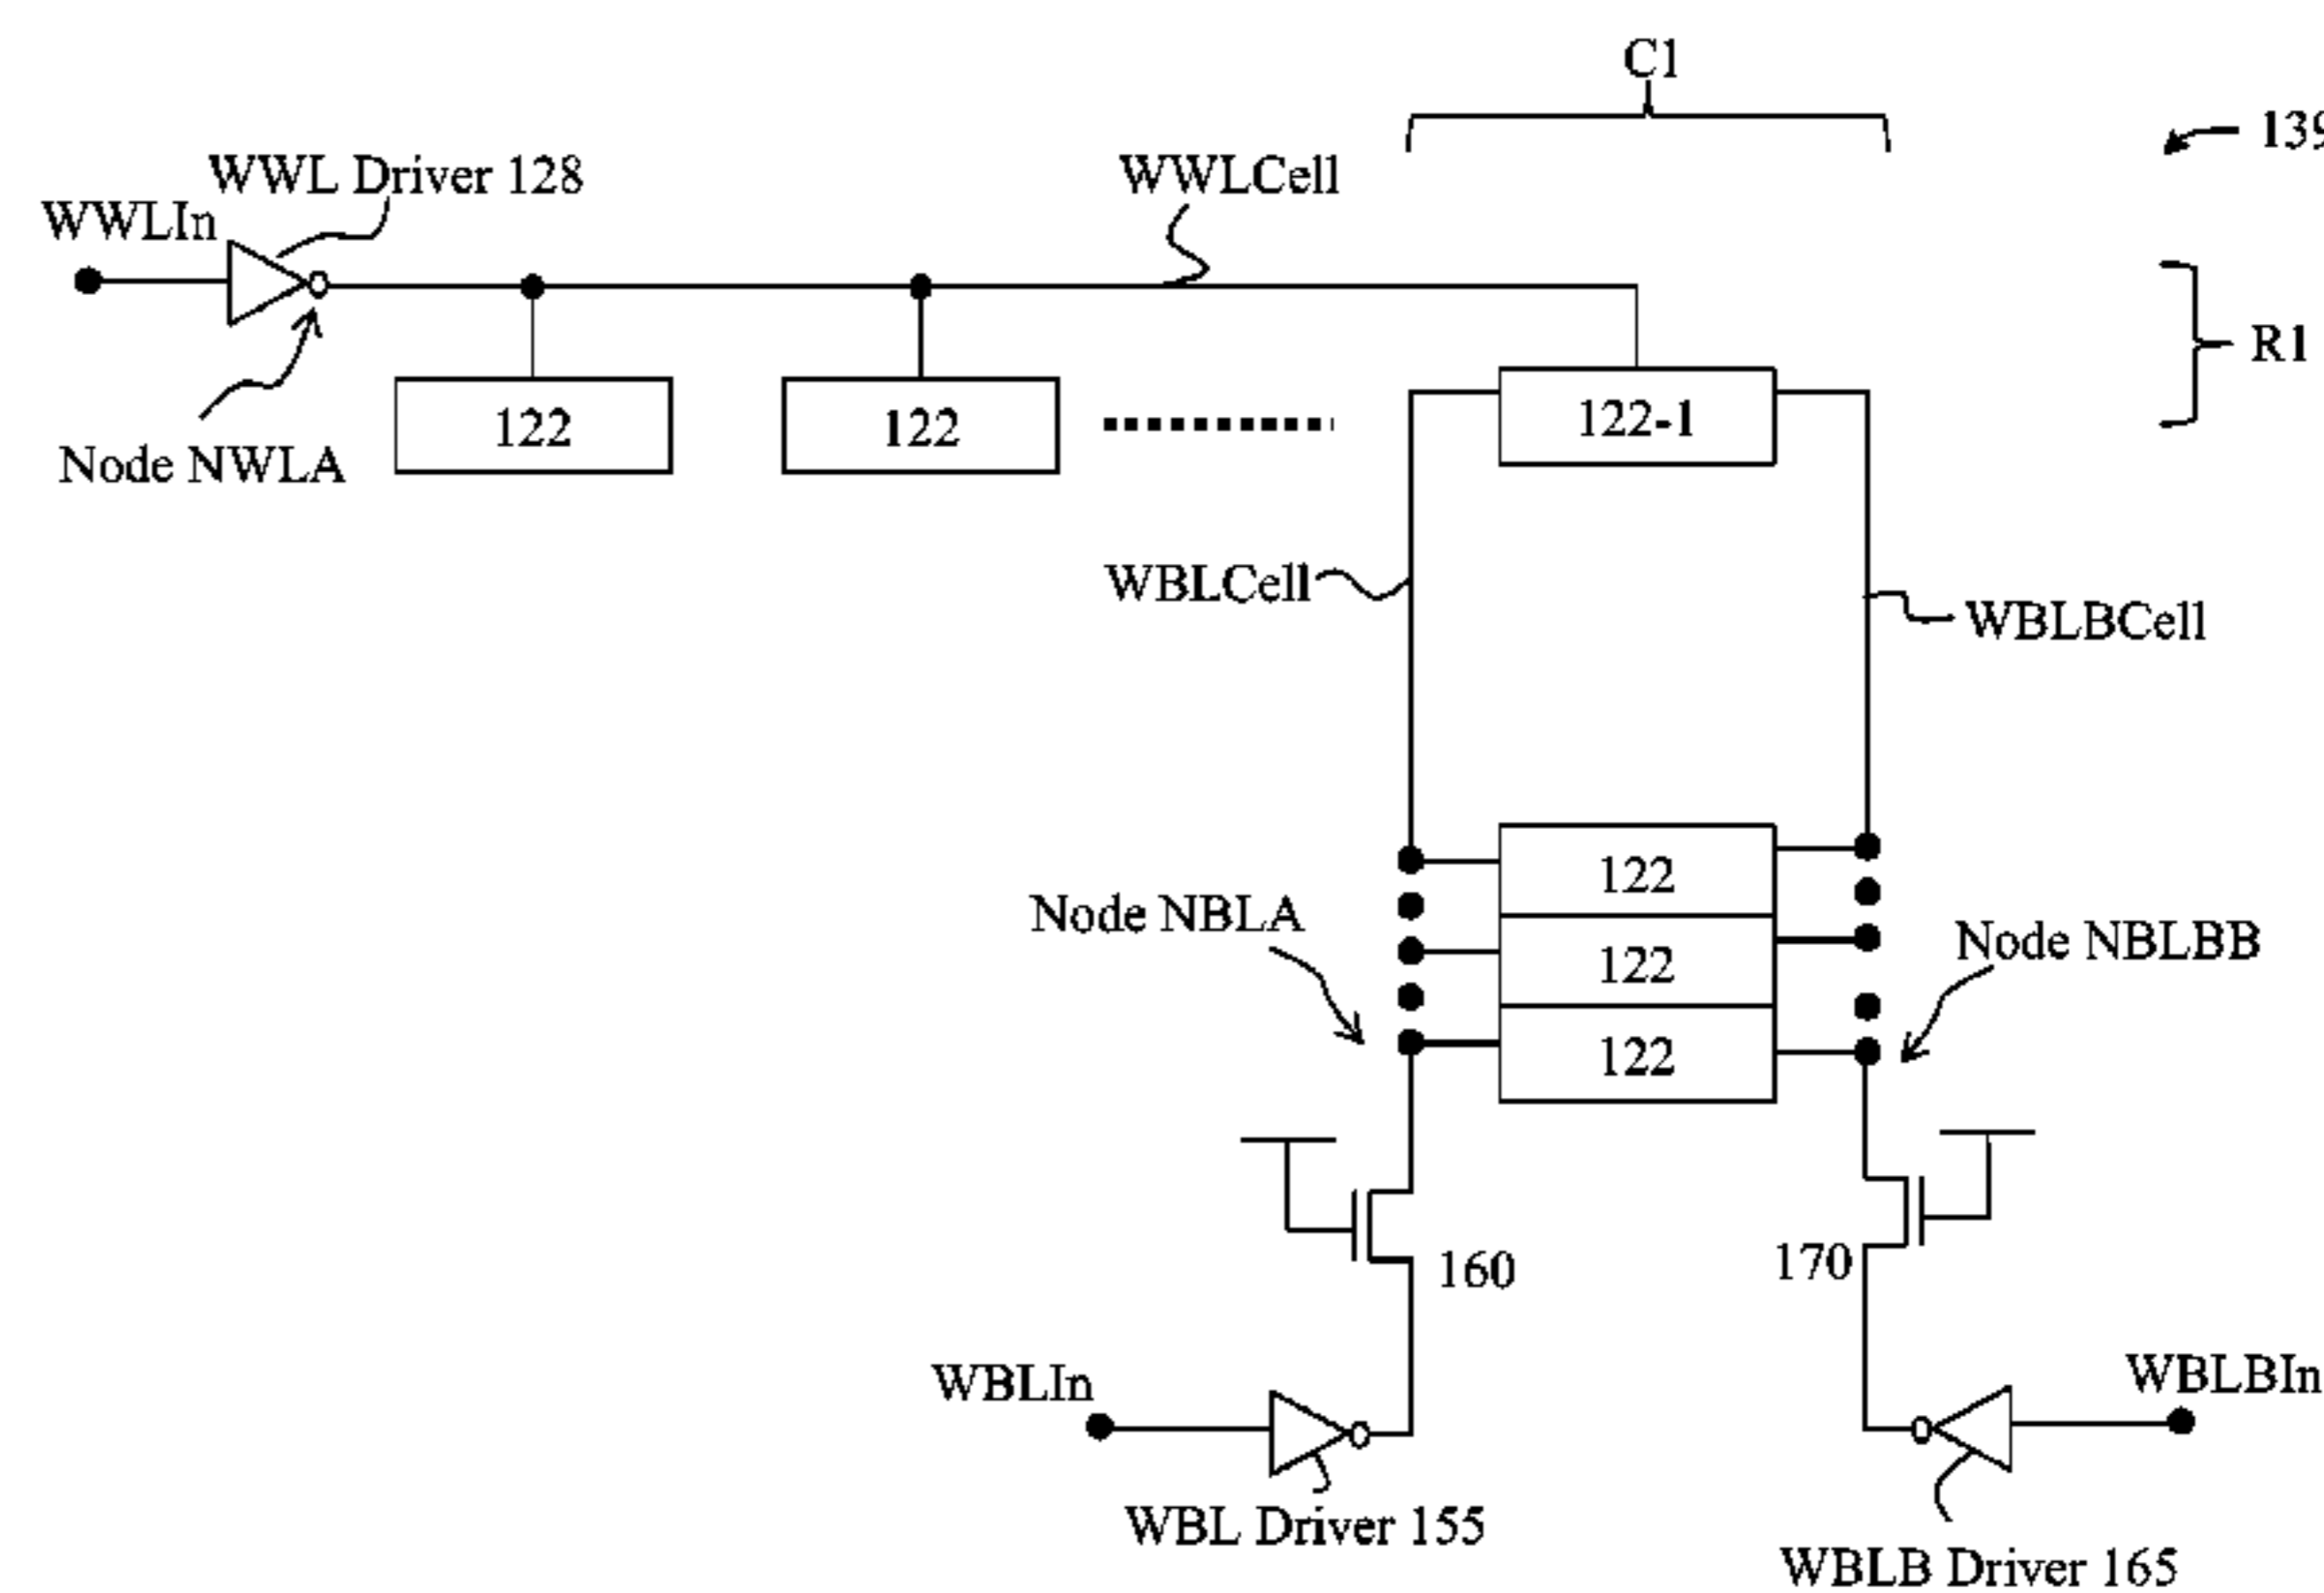 C1
139
WWL Driver 128
WWLCell
WWLIn
R1
122
122
122-1
Node NWLA
WBLCell
WBLBCell
122
Node NBLA
122
Node NBLBB
122
160
170
WBLIn
WBLBIn
WBL Driver 155
WBLB Driver 165